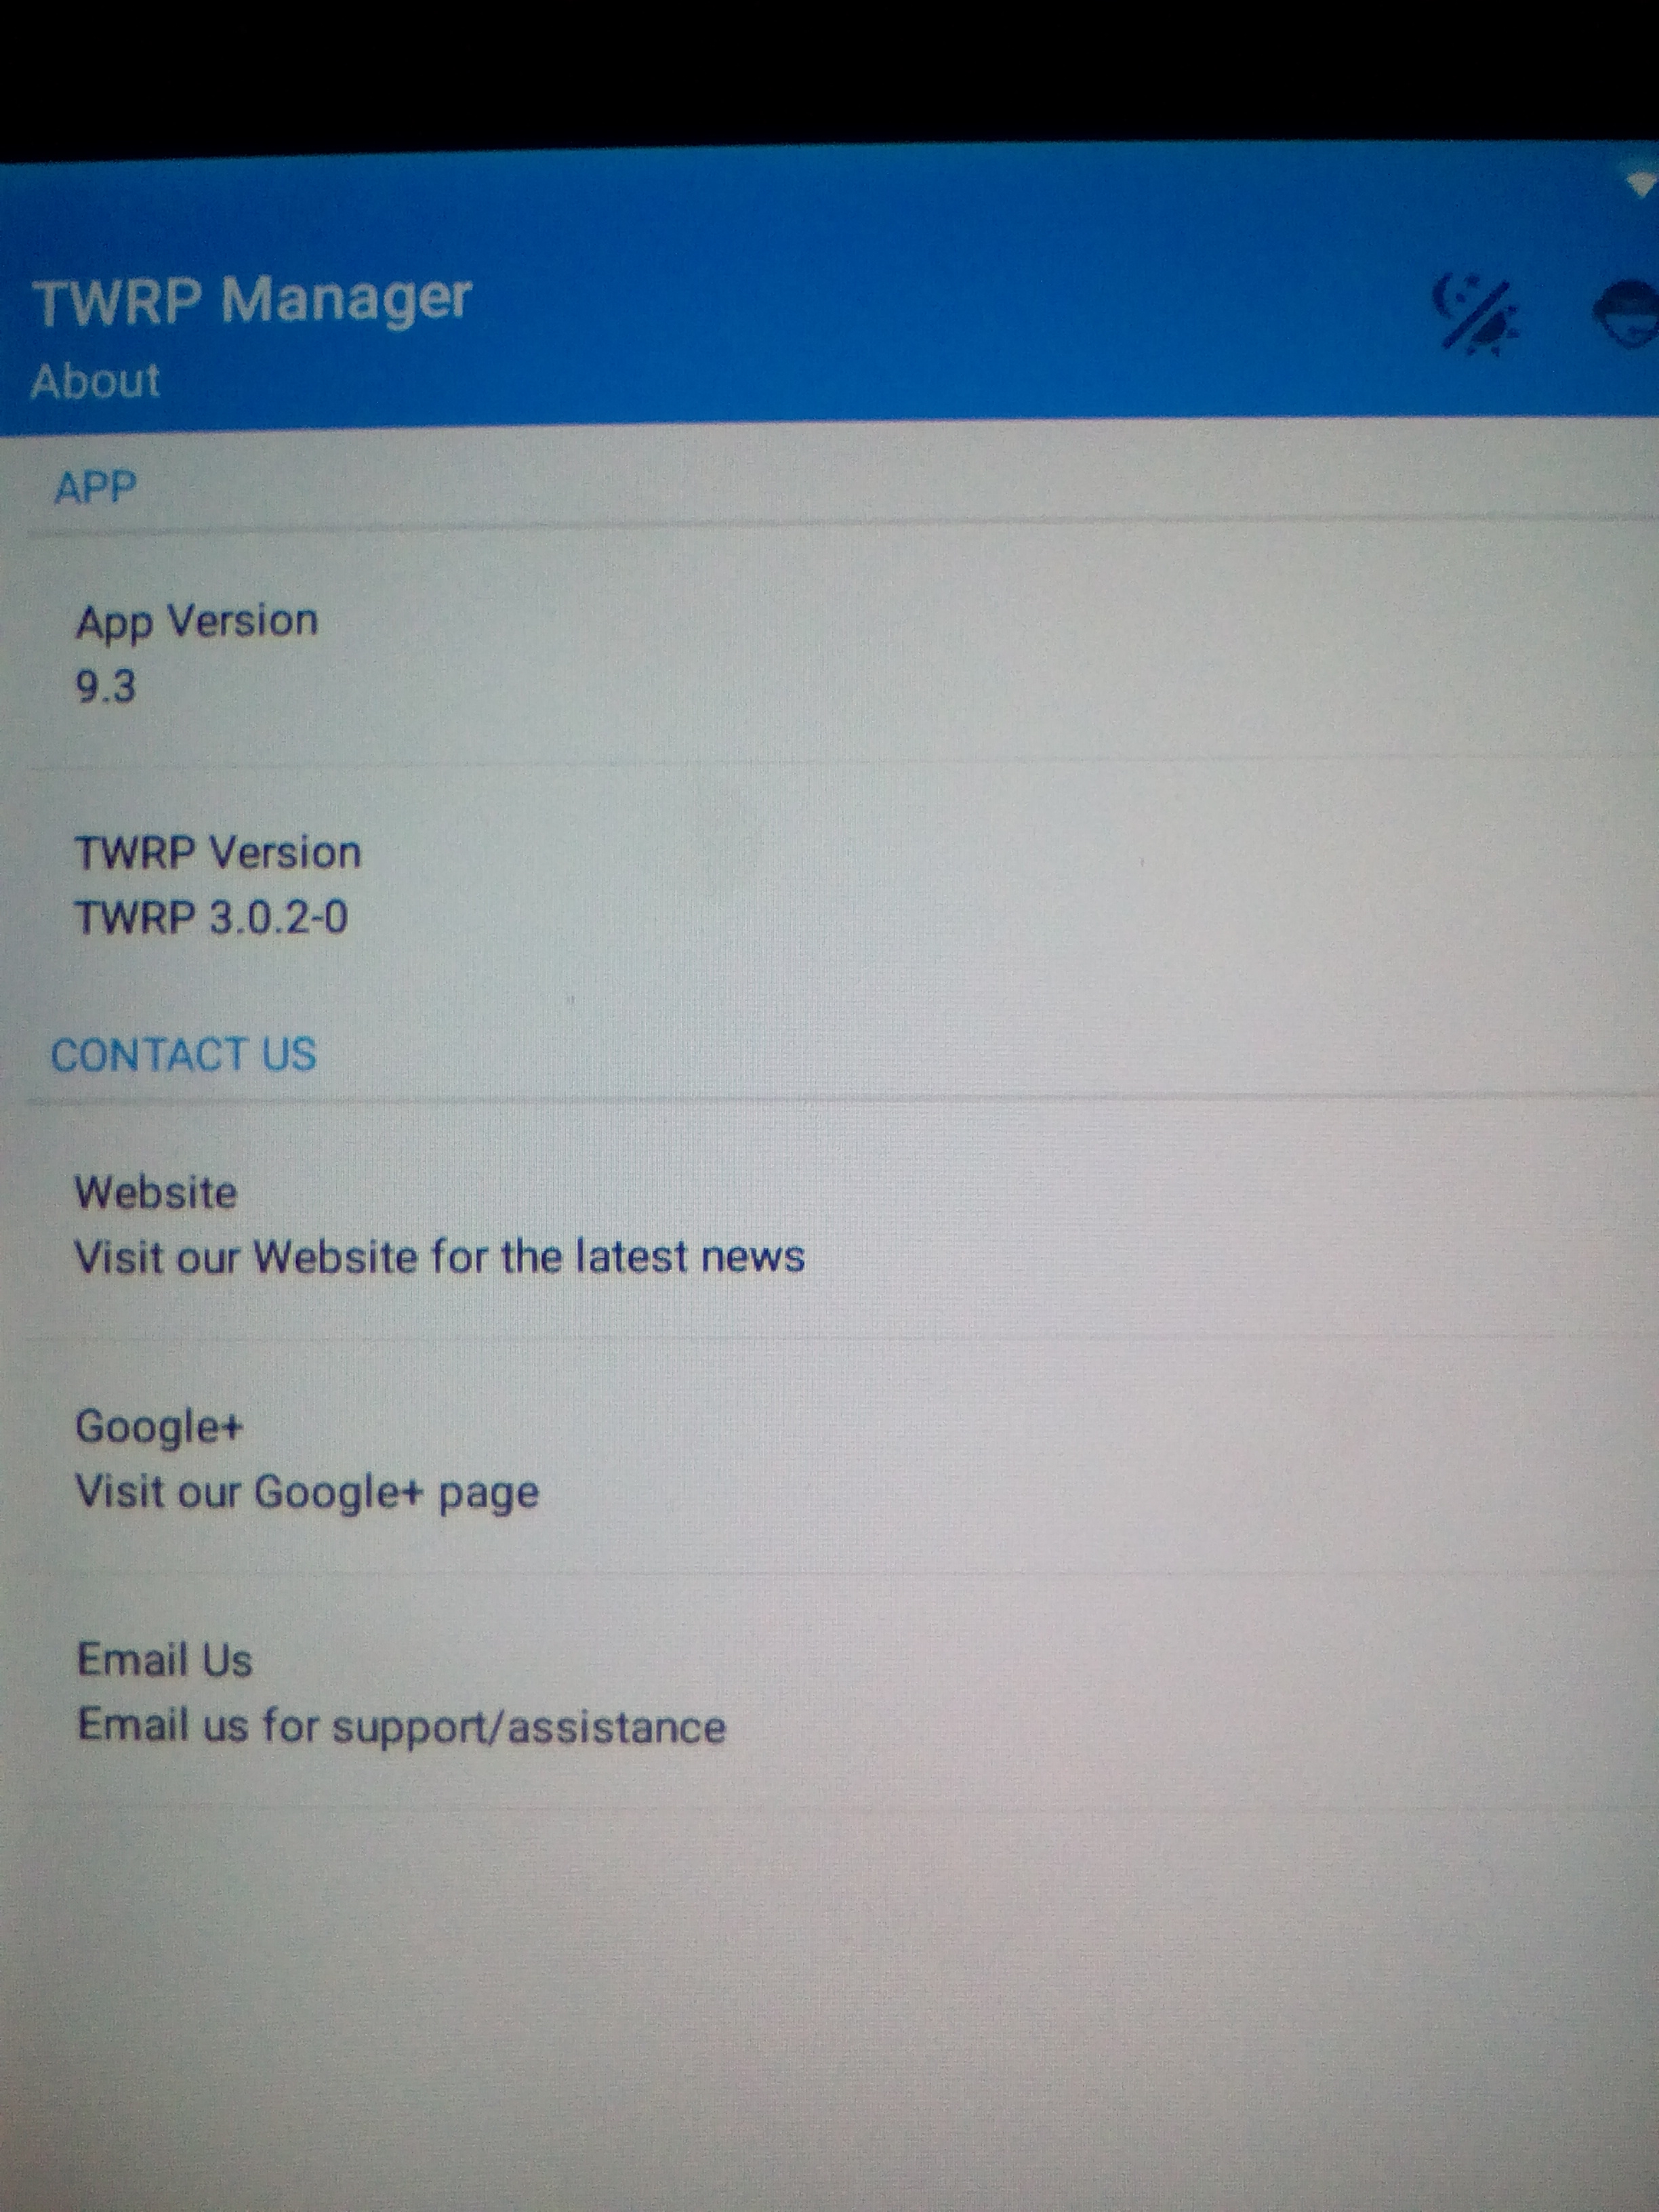 TWRP Manager
About
APP
App Version
9.3
TWRP Version
TWRP 3.0.2-0
CONTACT US
Website
Visit our Website for the latest news
Google+
Visit our Google+ page
Email Us
Email us for support/assistance